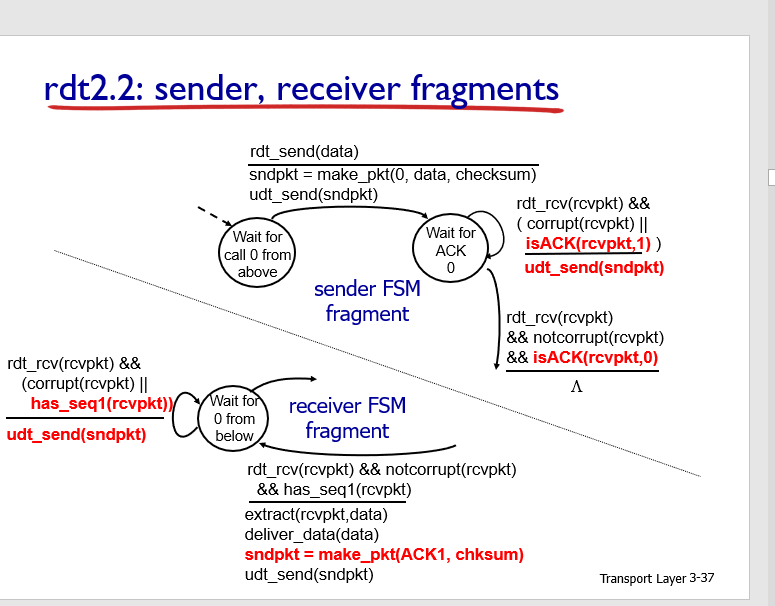 rdt2.2: sender, receiver fragments
rdt_send(data)
sndpkt = make_pkt(0, data, checksum)
udt_send(sndpkt)
Wait for
call 0 from
above
Wait for
ACK
0
rdt_rcv(rcvpkt) &&
( corrupt(rcvpkt) ||
isACK(rcvpkt,1) )
udt_send(sndpkt)
sender FSM
fragment
rdt_rcv(rcvpkt)
&& notcorrupt(rcvpkt)
&& isACK(rcvpkt,0)
Λ
rdt_rcv(rcvpkt) &&
(corrupt(rcvpkt) ||
has_seq1(rcvpkt))
udt_send(sndpkt)
Wait for
0 from
below
receiver FSM
fragment
rdt_rcv(rcvpkt) && notcorrupt(rcvpkt)
&& has_seq1(rcvpkt)
extract(rcvpkt,data)
deliver_data(data)
sndpkt = make_pkt(ACK1, chksum)
udt_send(sndpkt)
Transport Layer 3-37